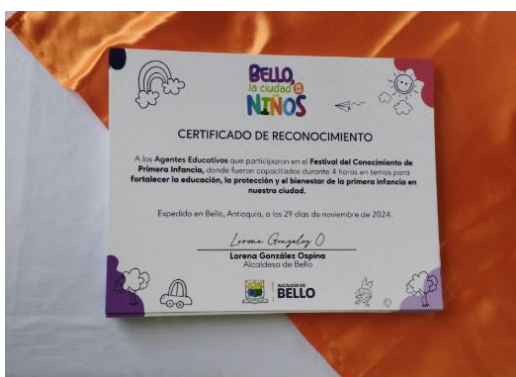 BELLO,
la ciudad de
NIÑOS
CERTIFICADO DE RECONOCIMIENTO
A los Agentes Educativos que participaron en el Festival del Conocimiento de
Primera Infancia, donde fueron capacitados durante 4 horas en temas para
fortalecer la educación, la protección y el bienestar de la primera infancia en
nuestra ciudad.
Expedido en Bello, Antioquia, a los 29 días de noviembre de 2024.
Lorena González O
Lorena González Ospina
Alcaldesa de Bello
ALCALDÍA DE
BELLO